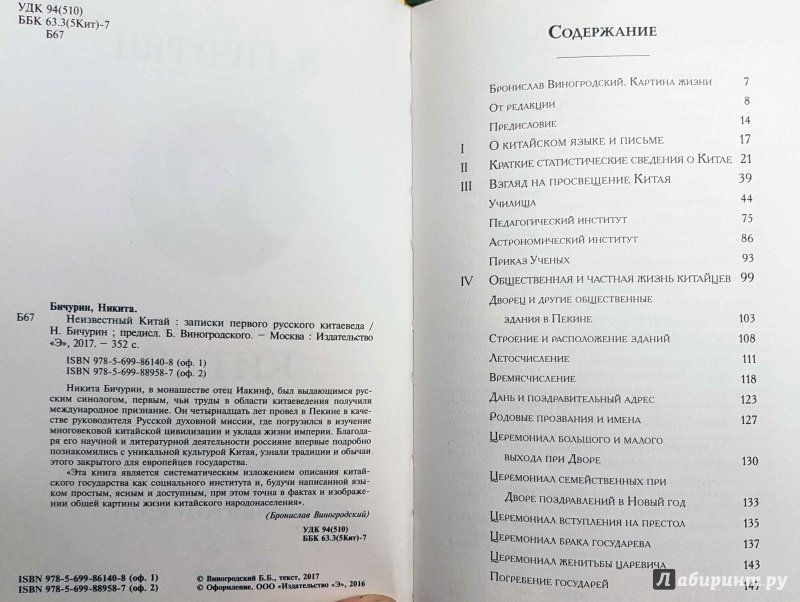 УДК 94(510)
ББК 63.3(5Кит)-7
Б67
Бичурин, Никита.
Б67 Неизвестный Китай : записки первого русского китаеведа /
Н. Бичурин ; предисл. Б. Виногродского. – Москва : Издательство
«Э», 2017. – 352 с.
ISBN 978-5-699-86140-8 (оф. 1)
ISBN 978-5-699-88958-7 (оф. 2)
Никита Бичурин, в монашестве отец Иакинф, был выдающимся рус-
ским синологом, первым, чьи труды в области китаеведения получили
международное признание. Он четырнадцать лет провел в Пекине в каче-
стве руководителя Русской духовной миссии, где погрузился в изучение
многовековой китайской цивилизации и уклада жизни империи. Благода-
ря его научной и литературной деятельности россияне впервые подробно
познакомились с уникальной культурой Китая, узнали традиции и обычаи
этого закрытого для европейцев государства.
«Эта книга является систематическим изложением описания китай-
ского государства как социального института и, будучи написанной язы-
ком простым, ясным и доступным, при этом точна в фактах и изображе-
нии общей картины жизни китайского народонаселения».
(Бронислав Виногродский)
УДК 94(510)
ББК 63.3(5Кит)-7
ISBN 978-5-699-86140-8 (оф. 1)
ISBN 978-5-699-88958-7 (оф. 2)
© Виногродский Б.Б., текст, 2017
© Оформление. ООО «Издательство «Э», 2016
Содержание
Бронислав Виногродский. Картина жизни 7
От редакции 8
Предисловие 14
I О китайском языке и письме 17
II Краткие статистические сведения о Китае 21
III Взгляд на просвещение Китая 39
Училища 44
Педагогический институт 75
Астрономический институт 86
Приказ Ученых 93
IV Общественная и частная жизнь китайцев 99
Дворец и другие общественные
здания в Пекине 103
Строение и расположение зданий 108
Летосчисление 111
Времясчисление 118
Дань и поздравительный адрес 123
Родовые прозвания и имена 127
Церемониал большого и малого
выхода при Дворе 130
Церемониал семейственных при
Дворе поздравлений в Новый год 133
Церемониал вступления на престол 135
Церемониал брака государева 137
Церемониал женитьбы царевича 143
Погребение государей 147
Лабиринт.ру